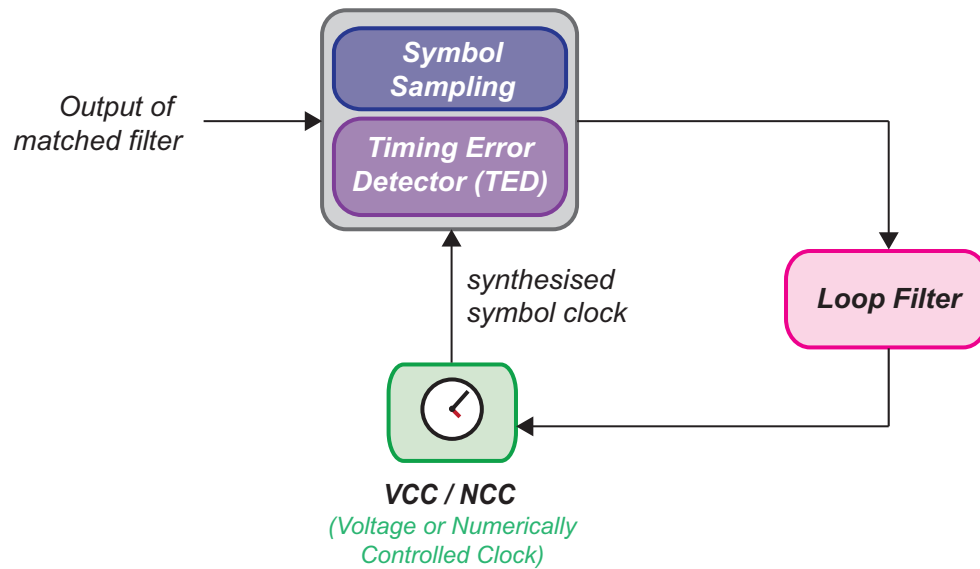 Symbol
Sampling
Output of
matched filter
Timing Error
Detector (TED)
synthesised
symbol clock
Loop Filter
VCC / NCC
(Voltage or Numerically
Controlled Clock)